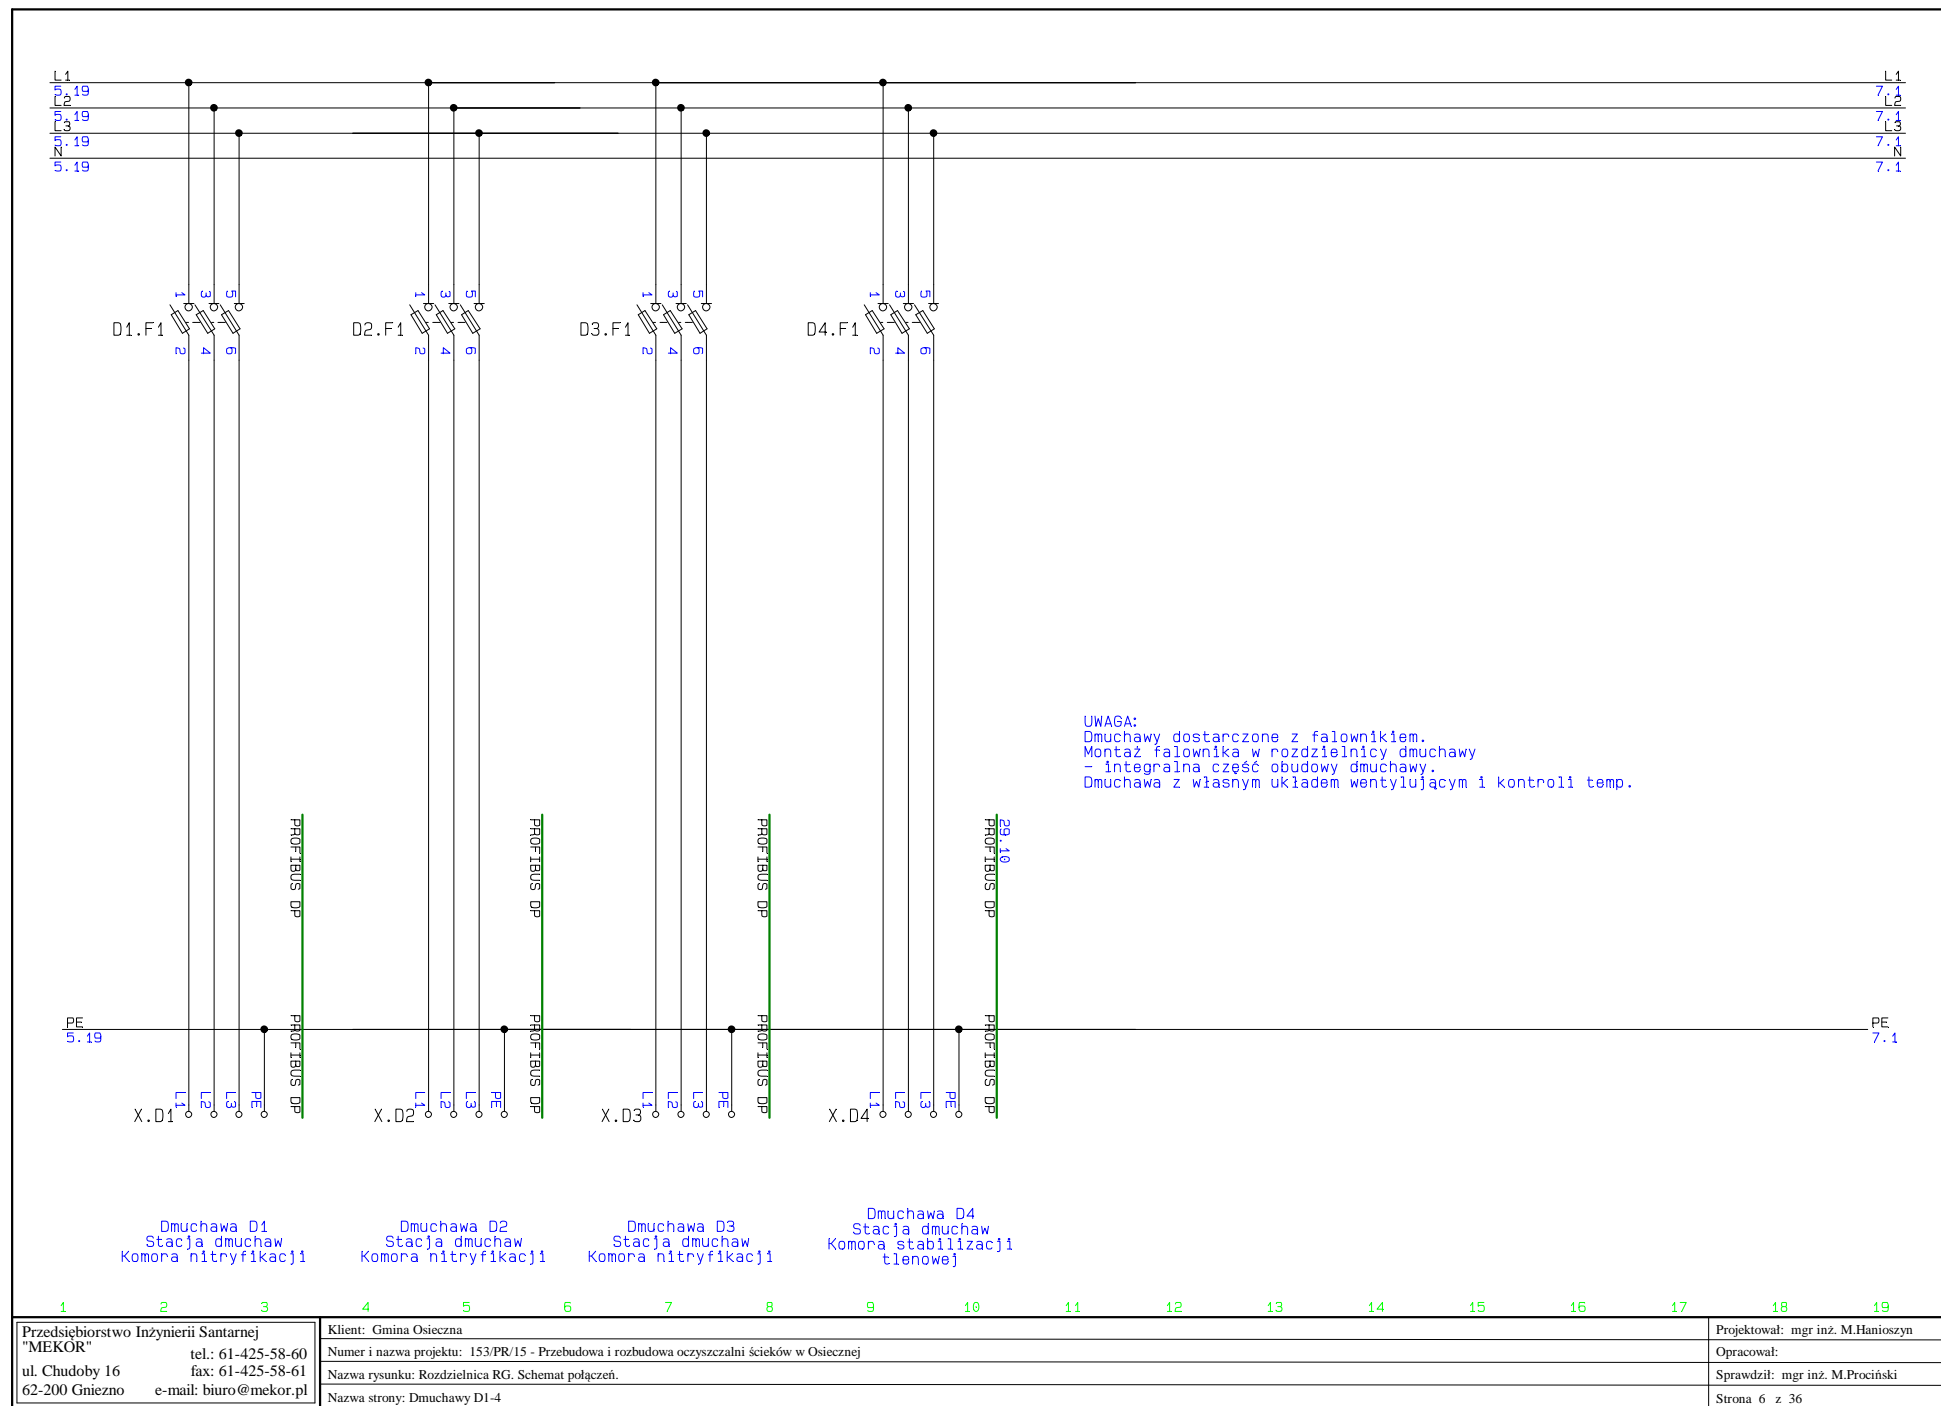 L1
5.19
L2
5.19
L3
5.19
N
5.19
L1
7.1
L2
7.1
L3
7.1
N
7.1
1 3 5
D1.F1
2 4 6
1 3 5
D2.F1
2 4 6
1 3 5
D3.F1
2 4 6
1 3 5
D4.F1
2 4 6
UWAGA:
Dmuchawy dostarczone z falownikiem.
Montaż falownika w rozdzielnicy dmuchawy
- integralna część obudowy dmuchawy.
Dmuchawa z własnym układem wentylującym i kontroli temp.
PROFIBUS DP
PROFIBUS DP
PROFIBUS DP
PROFIBUS DP
29.10
PE
5.19
PROFIBUS DP
PROFIBUS DP
PROFIBUS DP
PROFIBUS DP
PE
7.1
X.D1 L1 L2 L3 PE
X.D2 L1 L2 L3 PE
X.D3 L1 L2 L3 PE
X.D4 L1 L2 L3 PE
Dmuchawa D1
Stacja dmuchaw
Komora nitryfikacji
Dmuchawa D2
Stacja dmuchaw
Komora nitryfikacji
Dmuchawa D3
Stacja dmuchaw
Komora nitryfikacji
Dmuchawa D4
Stacja dmuchaw
Komora stabilizacji
tlenowej
1 2 3 4 5 6 7 8 9 10 11 12 13 14 15 16 17 18 19
Przedsiębiorstwo Inżynierii Santarnej
"MEKOR"
tel.: 61-425-58-60
ul. Chudoby 16 fax: 61-425-58-61
62-200 Gniezno e-mail: biuro@mekor.pl
Klient: Gmina Osieczna
Numer i nazwa projektu: 153/PR/15 - Przebudowa i rozbudowa oczyszczalni ścieków w Osiecznej
Nazwa rysunku: Rozdzielnica RG. Schemat połączeń.
Nazwa strony: Dmuchawy D1-4
Projektował: mgr inż. M.Hanioszyn
Opracował:
Sprawdził: mgr inż. M.Prociński
Strona 6 z 36